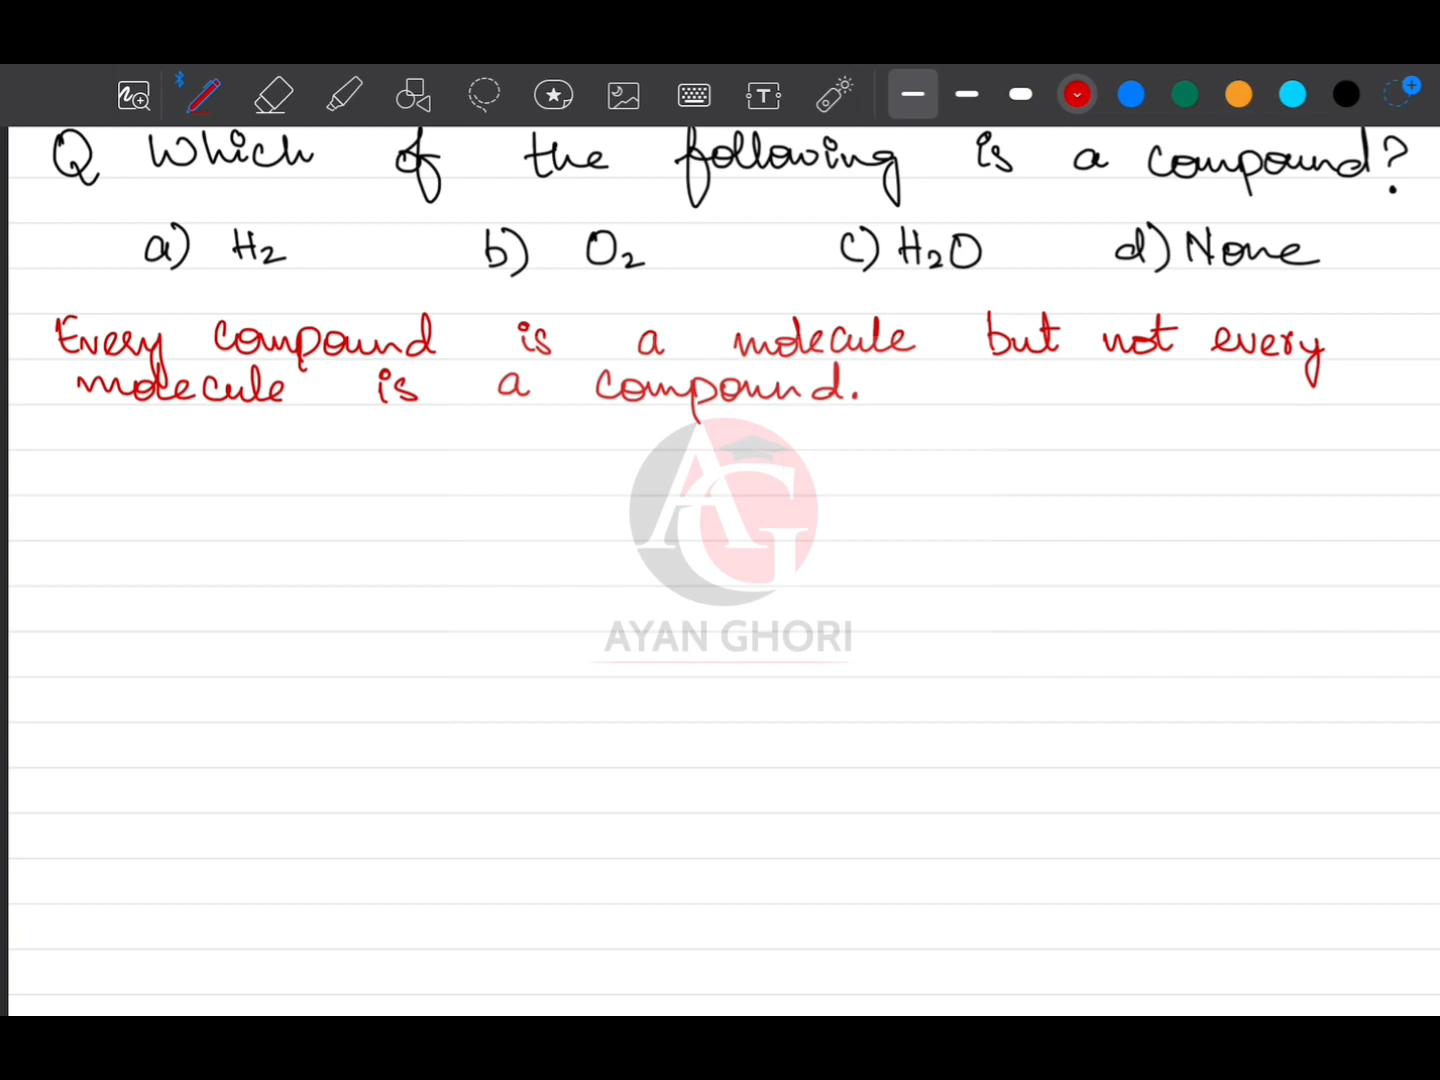 Q Which of the following is a compound?
a) H₂ b) O₂ c) H₂O d) None
Every compound is a molecule but not every
molecule is a compound.
AG
AYAN GHORI